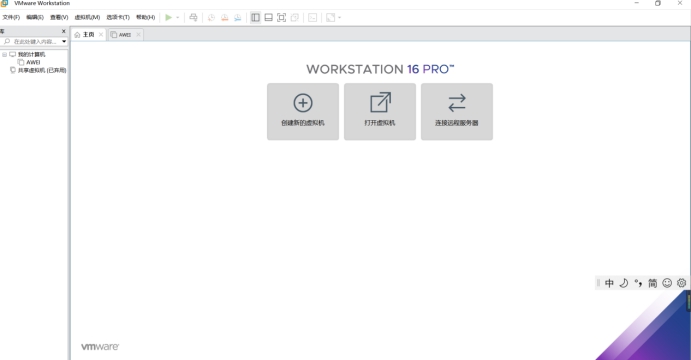 VMware Workstation
文件(F) 编辑(E) 查看(V) 虚拟机(M) 选项卡(T) 帮助(H)
库
在此处键入内容...
主页
AWEI
我的计算机
AWEI
共享虚拟机 (已弃用)
WORKSTATION 16 PRO™
创建新的虚拟机
打开虚拟机
连接远程服务器
中 简
vmware